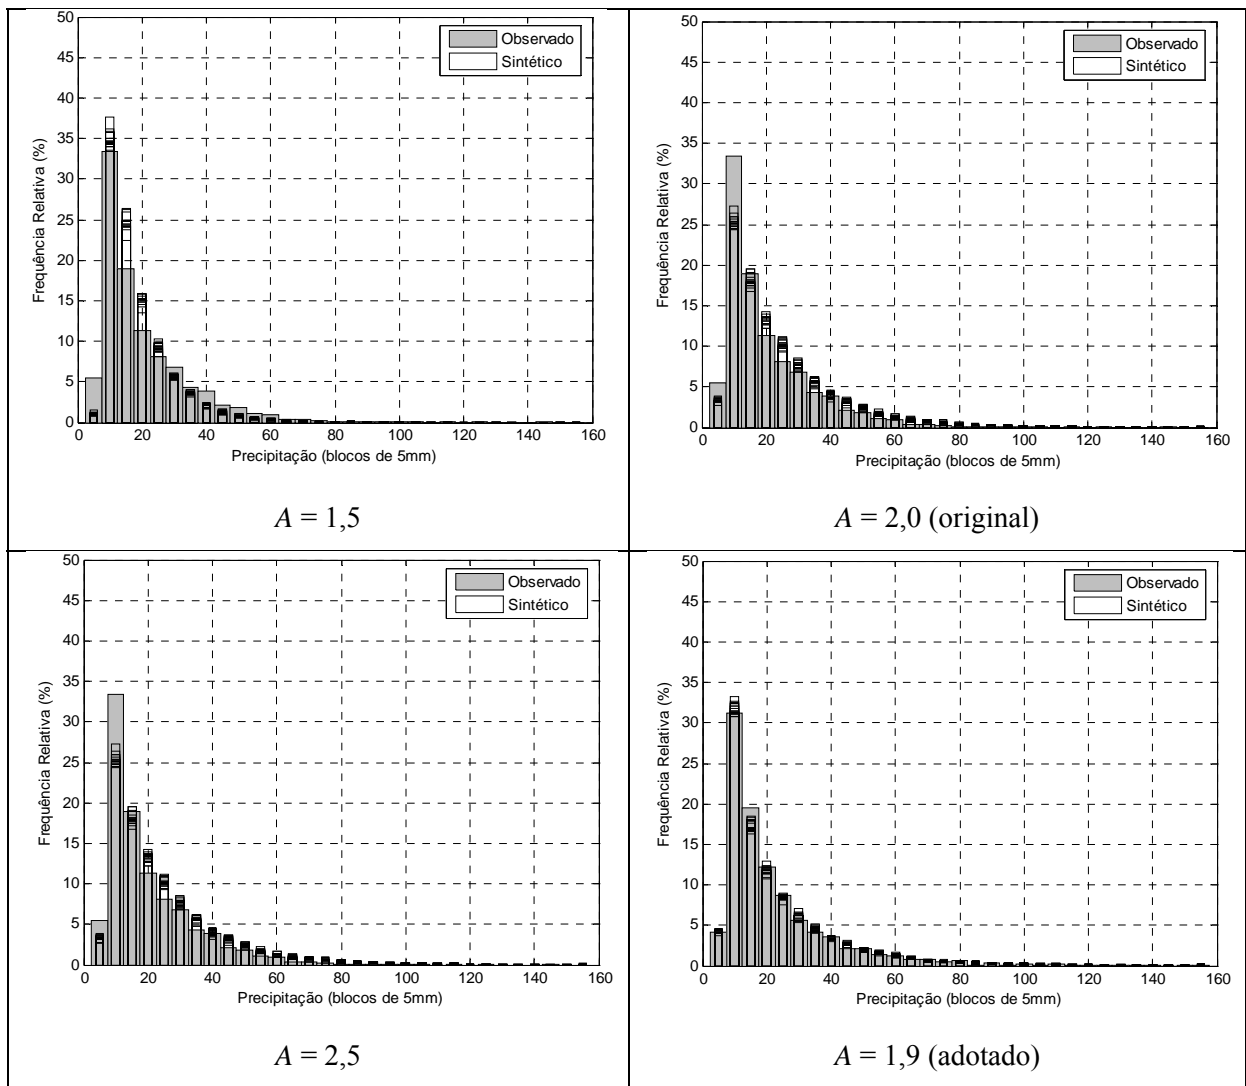 50
45
40
35
30
25
20
15
10
5
0
0 20 40 60 80 100 120 140 160
Frequência Relativa (%)
Precipitação (blocos de 5mm)
Observado
Sintético
A = 1,5
50
45
40
35
30
25
20
15
10
5
0
0 20 40 60 80 100 120 140 160
Frequência Relativa (%)
Precipitação (blocos de 5mm)
Observado
Sintético
A = 2,0 (original)
50
45
40
35
30
25
20
15
10
5
0
0 20 40 60 80 100 120 140 160
Frequência Relativa (%)
Precipitação (blocos de 5mm)
Observado
Sintético
A = 2,5
50
45
40
35
30
25
20
15
10
5
0
0 20 40 60 80 100 120 140 160
Frequência Relativa (%)
Precipitação (blocos de 5mm)
Observado
Sintético
A = 1,9 (adotado)